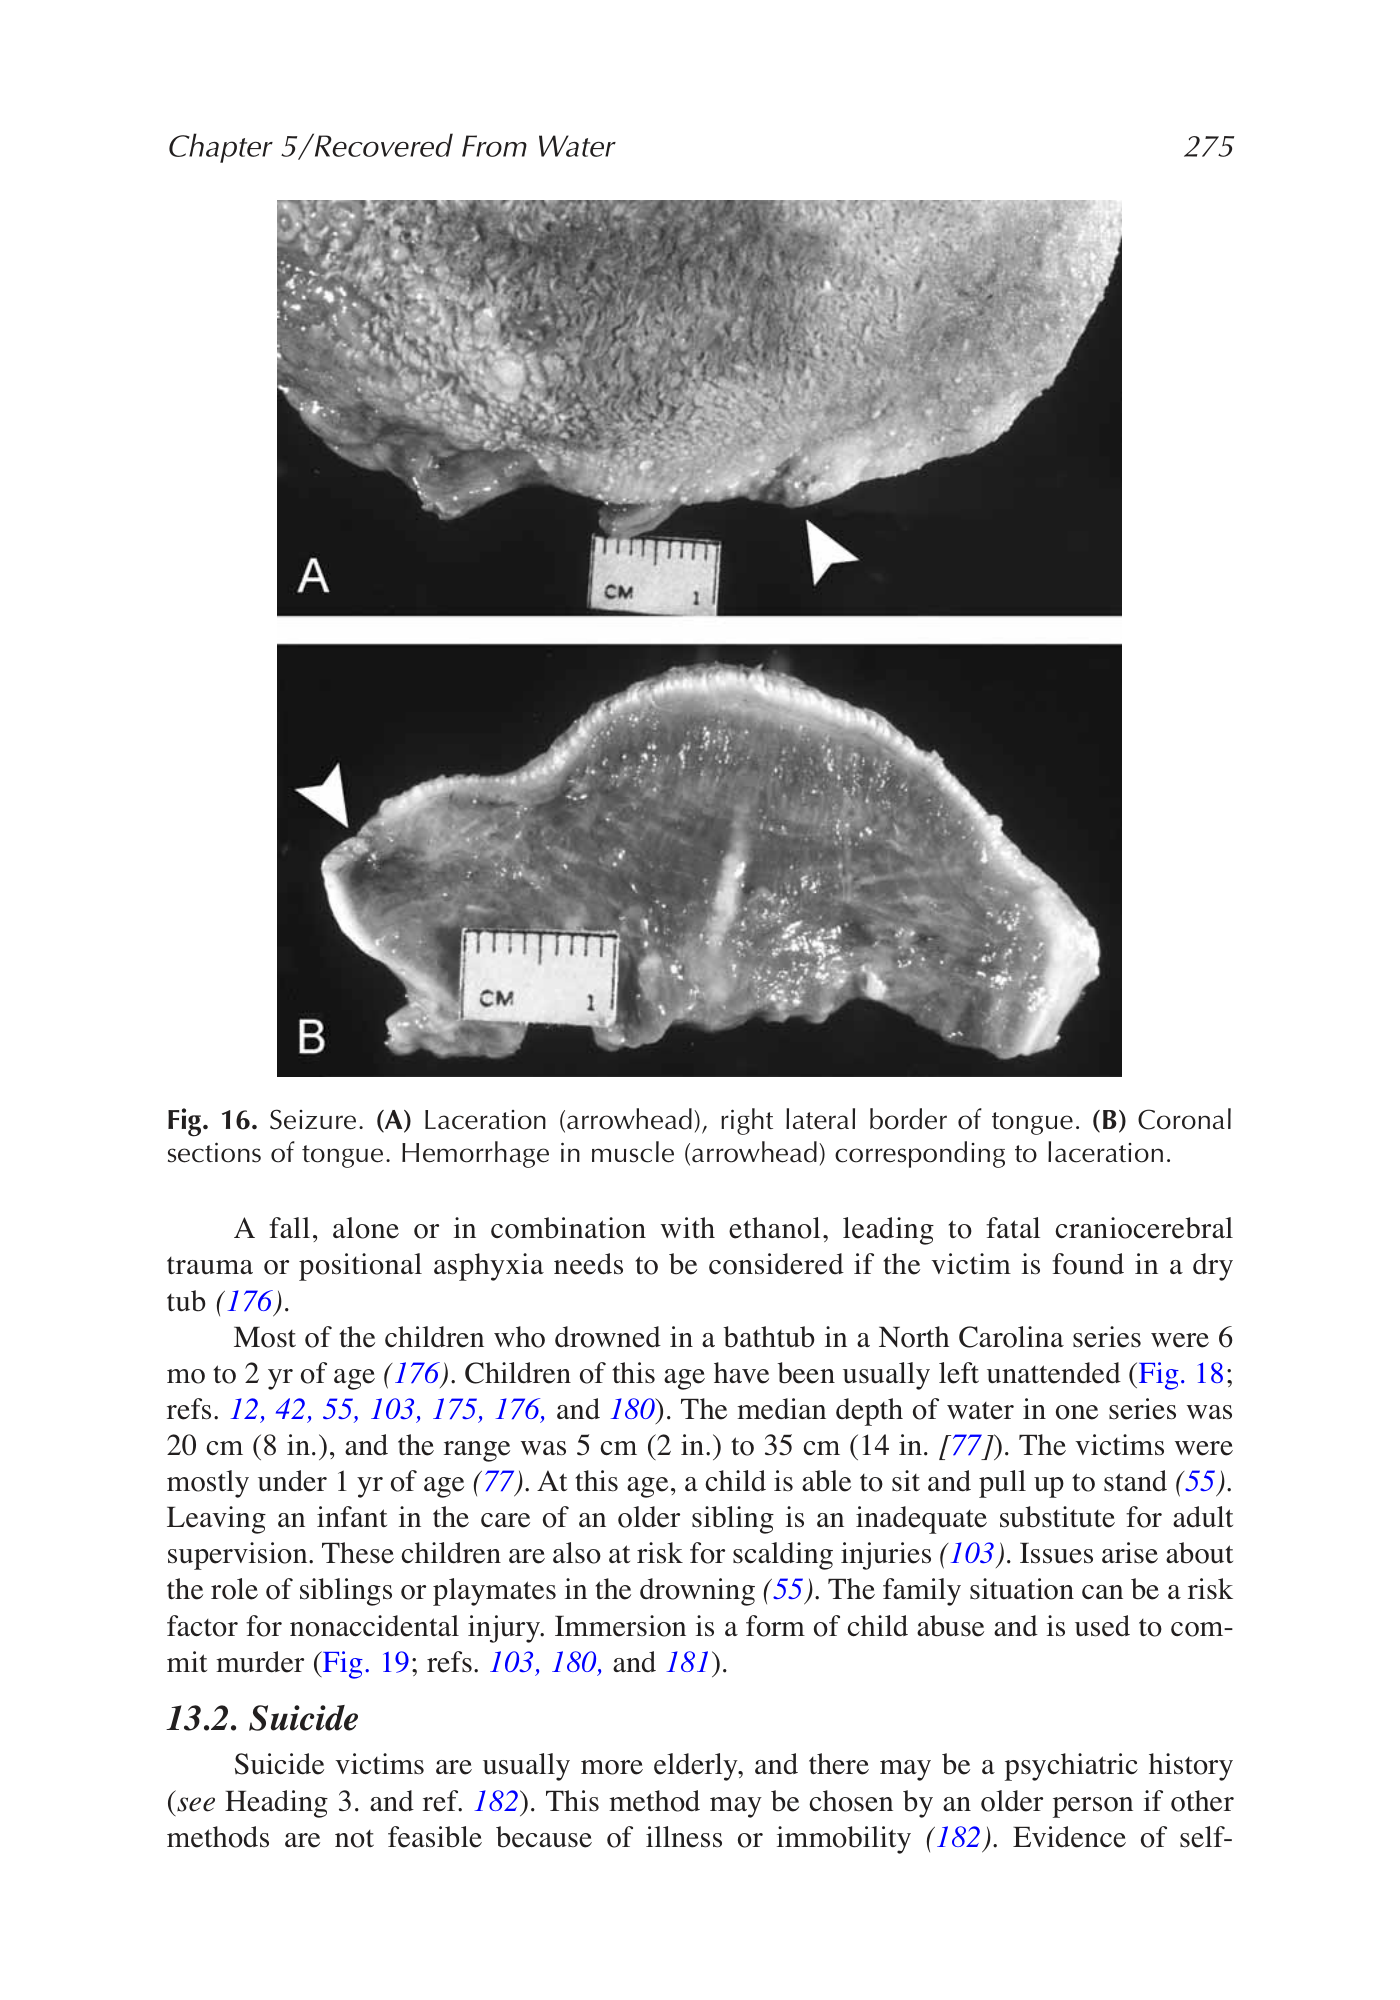 Chapter 5/Recovered From Water 275
A
CM 1
B
CM 1
Fig. 16. Seizure. (A) Laceration (arrowhead), right lateral border of tongue. (B) Coronal
sections of tongue. Hemorrhage in muscle (arrowhead) corresponding to laceration.
A fall, alone or in combination with ethanol, leading to fatal craniocerebral
trauma or positional asphyxia needs to be considered if the victim is found in a dry
tub (176).
Most of the children who drowned in a bathtub in a North Carolina series were 6
mo to 2 yr of age (176). Children of this age have been usually left unattended (Fig. 18;
refs. 12, 42, 55, 103, 175, 176, and 180). The median depth of water in one series was
20 cm (8 in.), and the range was 5 cm (2 in.) to 35 cm (14 in. [77]). The victims were
mostly under 1 yr of age (77). At this age, a child is able to sit and pull up to stand (55).
Leaving an infant in the care of an older sibling is an inadequate substitute for adult
supervision. These children are also at risk for scalding injuries (103). Issues arise about
the role of siblings or playmates in the drowning (55). The family situation can be a risk
factor for nonaccidental injury. Immersion is a form of child abuse and is used to com-
mit murder (Fig. 19; refs. 103, 180, and 181).
13.2. Suicide
Suicide victims are usually more elderly, and there may be a psychiatric history
(see Heading 3. and ref. 182). This method may be chosen by an older person if other
methods are not feasible because of illness or immobility (182). Evidence of self-